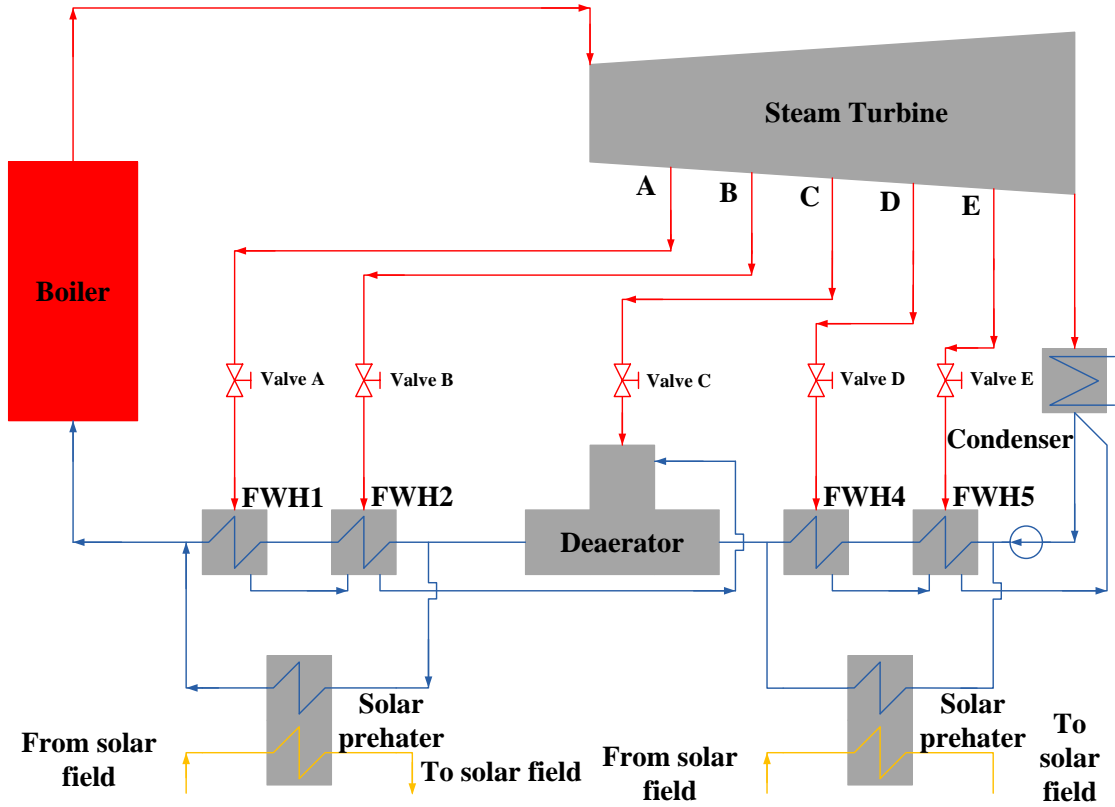 Steam Turbine
A
B
C
D
E
Boiler
Valve A
Valve B
Valve C
Valve D
Valve E
Condenser
FWH1
FWH2
FWH4
FWH5
Deaerator
Solar
prehater
Solar
prehater
From solar
field
To solar field
From solar
field
To
solar
field